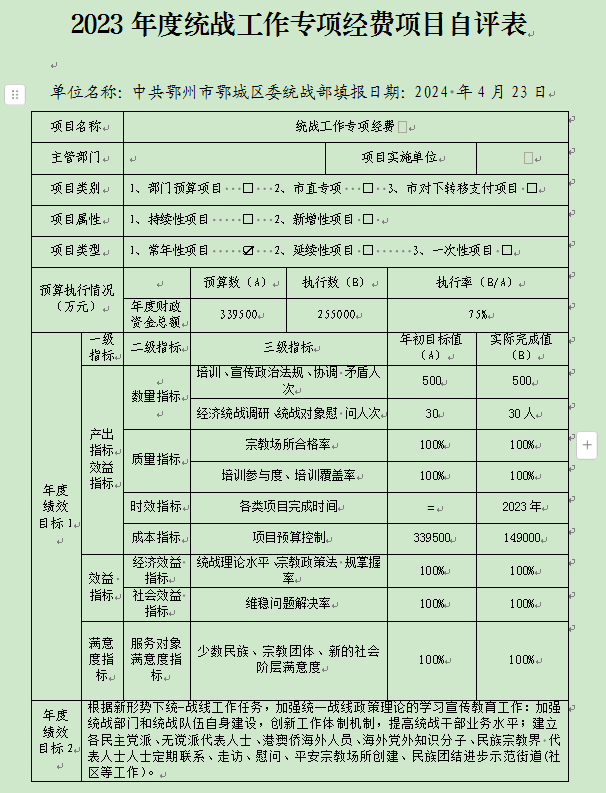 2023 年度统战工作专项经费项目自评表
单位名称：中共鄂州市鄂城区委统战部填报日期：2024 年 4 月 23 日
项目名称 统战工作专项经费
主管部门 项目实施单位
项目类别 1、部门预算项目 □ 2、市直专项 □ 3、市对下转移支付项目 □
项目属性 1、持续性项目 □ 2、新增性项目 □
项目类型 1、常年性项目 ☑ 2、延续性项目 □ 3、一次性项目 □
预算执行情况（万元） 预算数（A） 执行数（B） 执行率（B/A）
年度财政资金总额 339500 255000 75%
年度绩效目标1 一级指标 二级指标 三级指标 年初目标值（A） 实际完成值（B）
产出指标效益指标 数量指标 培训、宣传政治法规、协调 矛盾人次 500 500
经济统战调研、统战对象慰 问人次 30 30 人
质量指标 宗教场所合格率 100% 100%
培训参与度、培训覆盖率 100% 100%
时效指标 各类项目完成时间 = 2023 年
成本指标 项目预算控制 339500 149000
效益指标 经济效益指标 统战理论水平、宗教政策法 规掌握率 100% 100%
社会效益指标 维稳问题解决率 100% 100%
满意度指标 服务对象满意度指标 少数民族、宗教团体、新的社会阶层满意度 100% 100%
年度绩效目标2 根据新形势下统-战线工作任务，加强统一战线政策理论的学习宣传教育工作：加强
统战部门和统战队伍自身建设，创新工作体制机制，提高统战干部业务水平；建立
各民主党派、无党派代表人士、港澳侨海外人员、海外党外知识分子、民族宗教界 代
表人士人士定期联系、走访、慰问、平安宗教场所创建、民族团结进步示范街道(社
区等工作）。